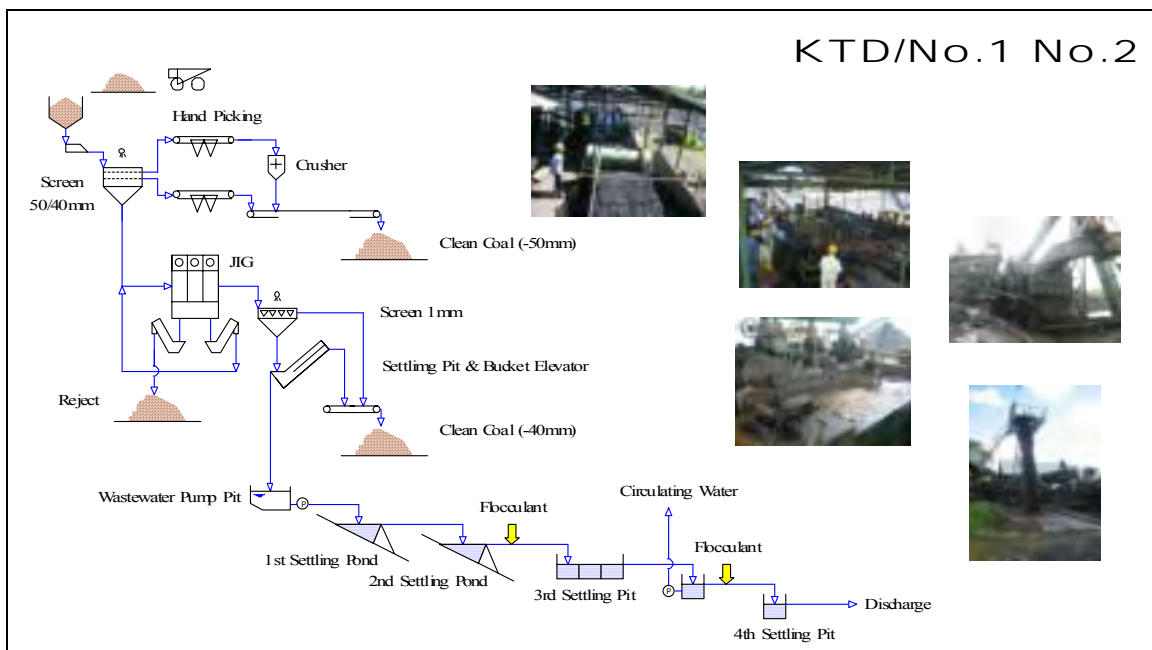 KTD/No.1 No.2
Hand Picking
Crusher
Screen
50/40mm
Clean Coal (-50mm)
JIG
Screen 1mm
Settling Pit & Bucket Elevator
Reject
Clean Coal (-40mm)
Wastewater Pump Pit
P
1st Settling Pond
2nd Settling Pond
Flocculant
3rd Settling Pit
Circulating Water
P
Flocculant
4th Settling Pit
Discharge